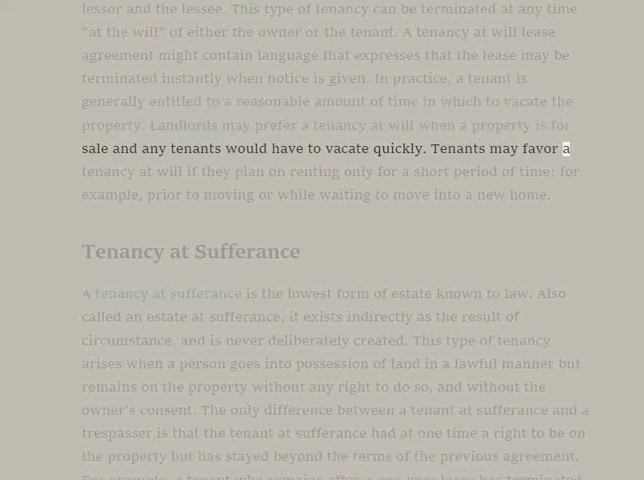 lessor and the lessee. This type of tenancy can be terminated at any time
"at the will" of either the owner or the tenant. A tenancy at will lease
agreement might contain language that expresses that the lease may be
terminated instantly when notice is given. In practice, a tenant is
generally entitled to a reasonable amount of time in which to vacate the
property. Landlords may prefer a tenancy at will when a property is for
sale and any tenants would have to vacate quickly. Tenants may favor a
tenancy at will if they plan on renting only for a short period of time: for
example, prior to moving or while waiting to move into a new home.
Tenancy at Sufferance
A tenancy at sufferance is the lowest form of estate known to law. Also
called an estate at sufferance, it exists indirectly as the result of
circumstance, and is never deliberately created. This type of tenancy
arises when a person goes into possession of land in a lawful manner but
remains on the property without any right to do so, and without the
owner's consent. The only difference between a tenant at sufferance and a
trespasser is that the tenant at sufferance had at one time a right to be on
the property but has stayed beyond the terms of the previous agreement.
For example, a tenant who remains after a one-year lease has terminated